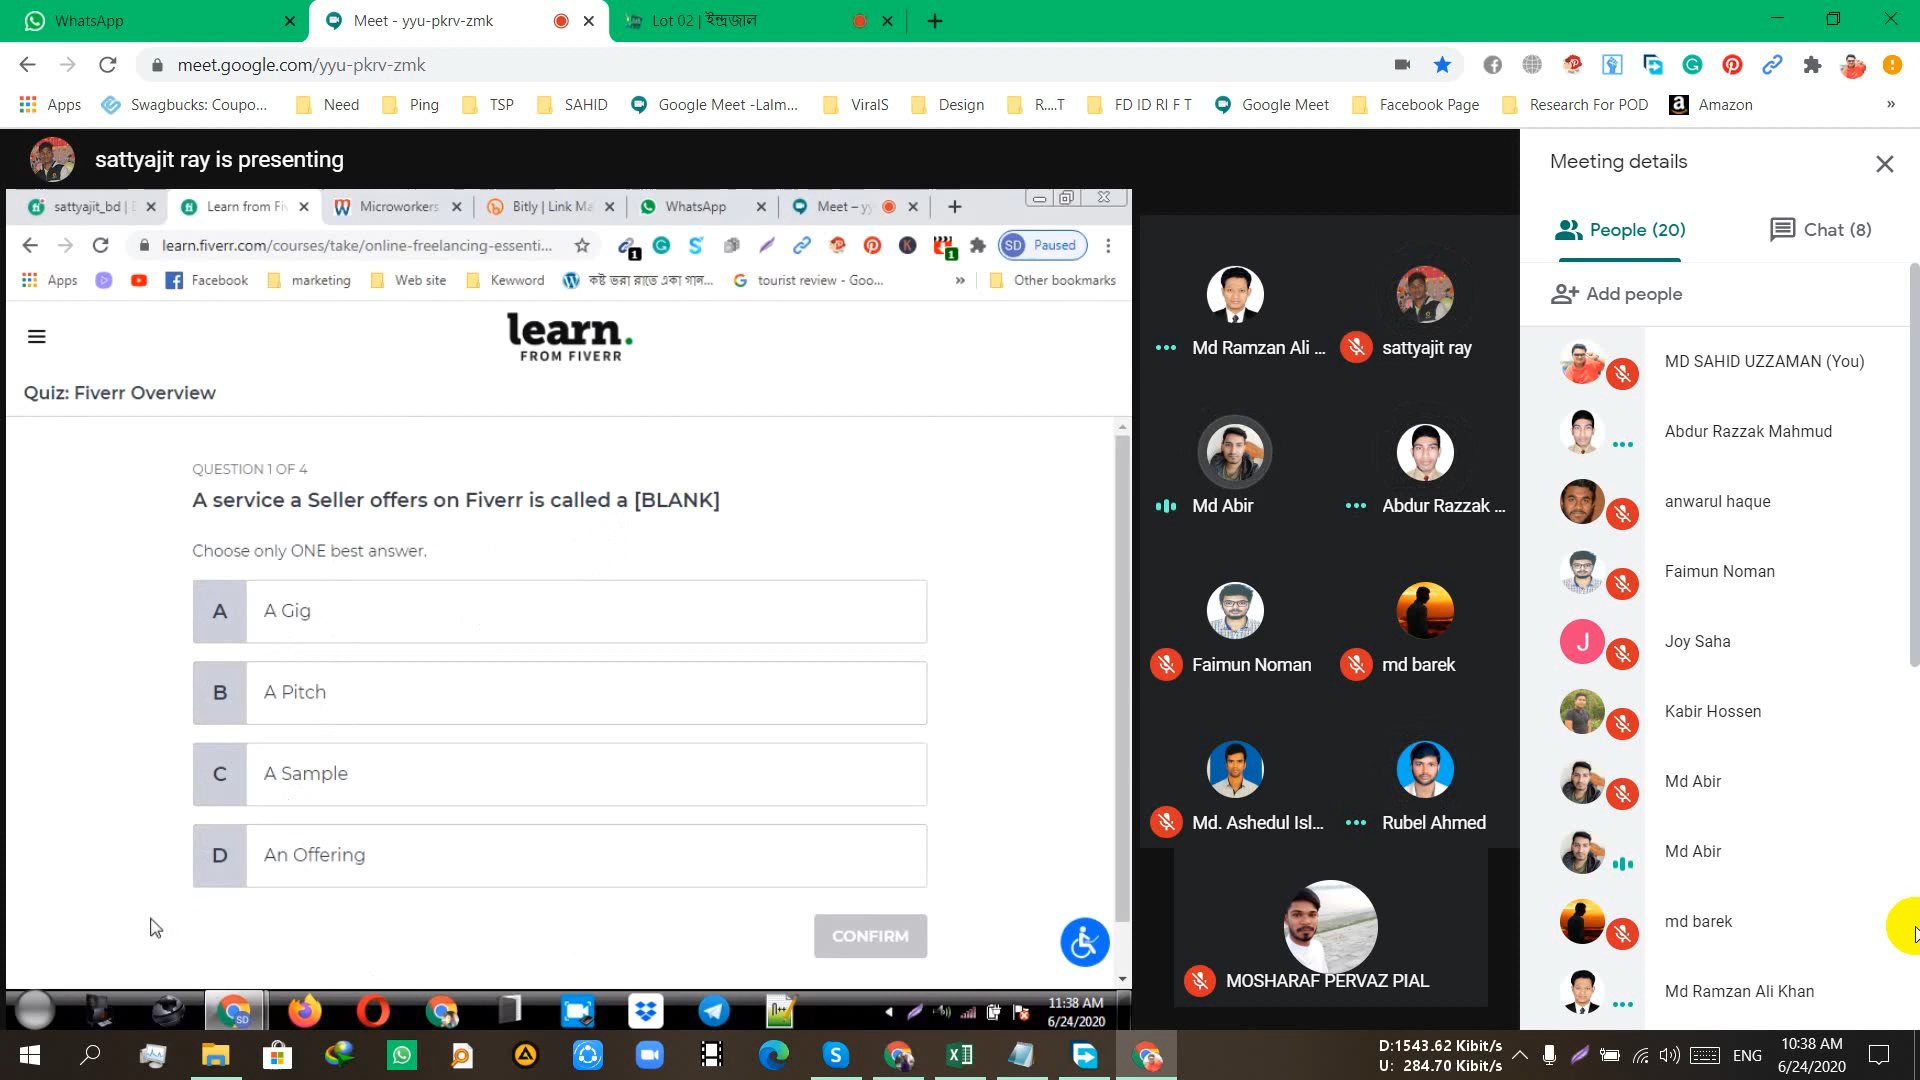 WhatsApp
Meet - yyu-pkrv-zmk
Lot 02 | ইন্দ্রজাল
meet.google.com/yyu-pkrv-zmk
Apps
Swagbucks: Coupo...
Need
Ping
TSP
SAHID
Google Meet -Lalm...
ViralS
Design
R....T
FD ID RI F T
Google Meet
Facebook Page
Research For POD
Amazon
»
sattyajit ray is presenting
sattyajit_bd |
Learn from Fiv
Microworkers
Bitly | Link Ma
WhatsApp
Meet – yy
learn.fiverr.com/courses/take/online-freelancing-essenti...
1
1
SD
Paused
Apps
Facebook
marketing
Web site
Kewword
কষ্ট ভরা রাতে একা গান...
tourist review - Goo...
»
Other bookmarks
learn.
FROM FIVERR
Quiz: Fiverr Overview
QUESTION 1 OF 4
A service a Seller offers on Fiverr is called a [BLANK]
Choose only ONE best answer.
A
A Gig
B
A Pitch
C
A Sample
D
An Offering
CONFIRM
11:38 AM
6/24/2020
Md Ramzan Ali ...
sattyajit ray
Md Abir
Abdur Razzak ...
Faimun Noman
md barek
Md. Ashedul Isl...
Rubel Ahmed
MOSHARAF PERVAZ PIAL
Meeting details
People (20)
Chat (8)
Add people
MD SAHID UZZAMAN (You)
Abdur Razzak Mahmud
anwarul haque
Faimun Noman
J
Joy Saha
Kabir Hossen
Md Abir
Md Abir
md barek
Md Ramzan Ali Khan
D:1543.62 Kibit/s
U: 284.70 Kibit/s
ENG
10:38 AM
6/24/2020